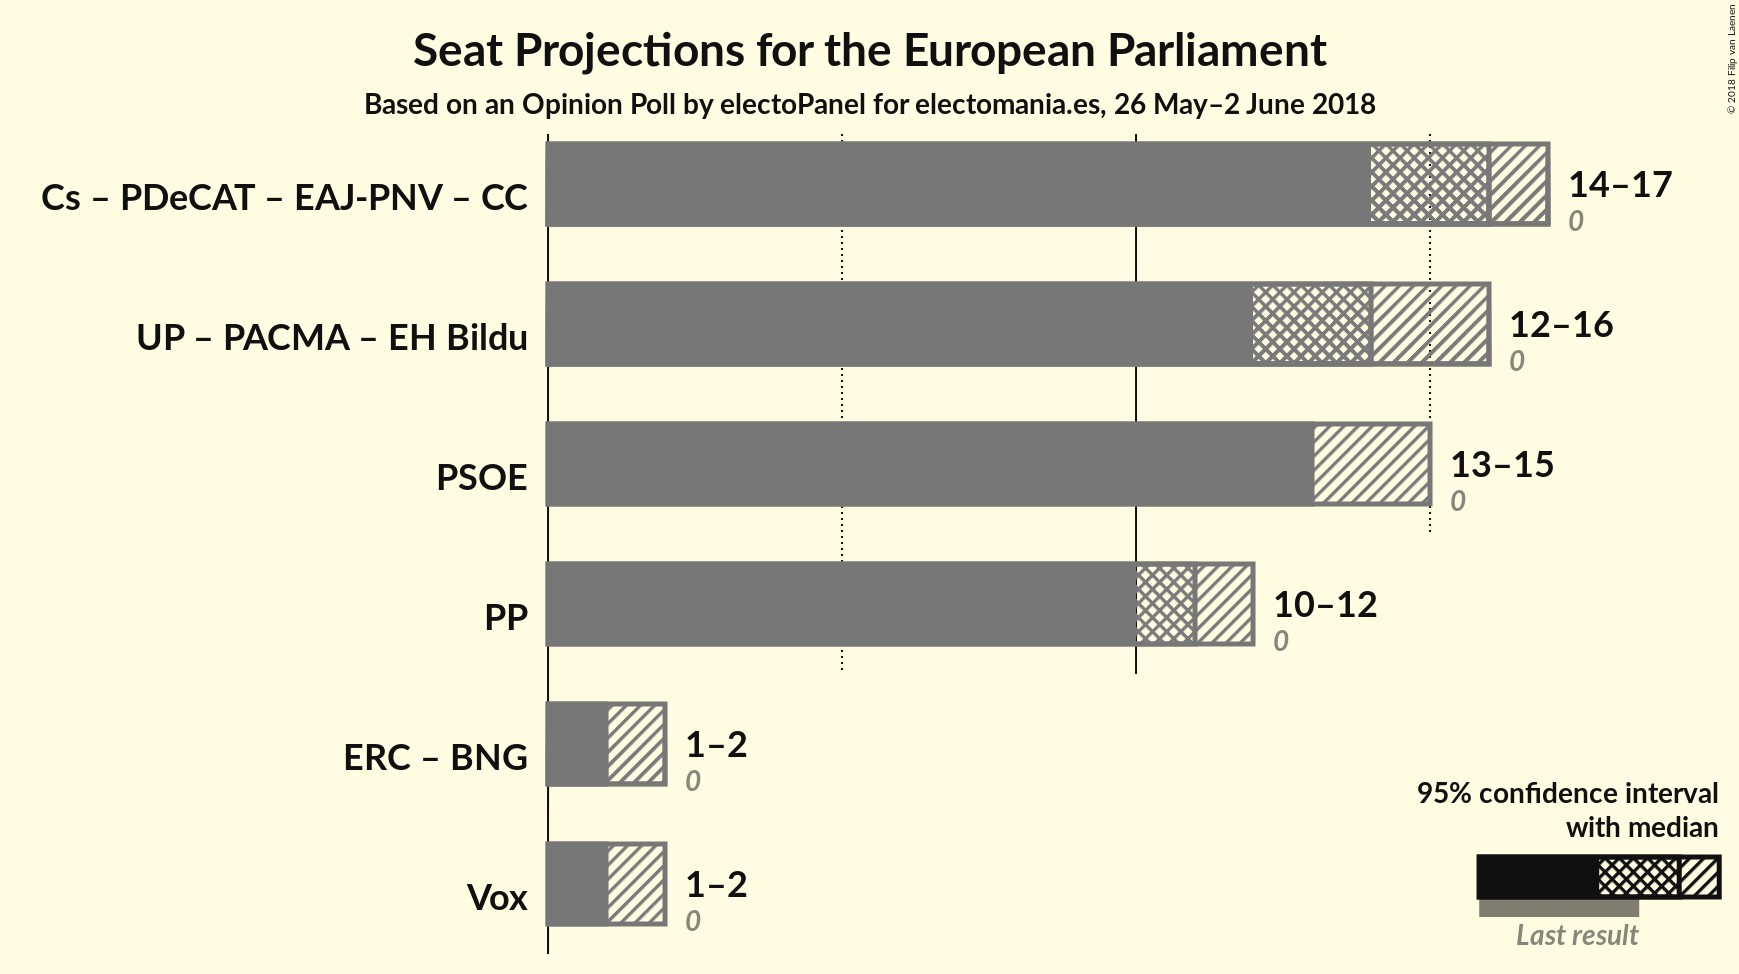 Seat Projections for the European Parliament
Based on an Opinion Poll by electoPanel for electomania.es, 26 May–2 June 2018
© 2018 Filip van Laenen
Cs – PDeCAT – EAJ-PNV – CC
14–17
0
UP – PACMA – EH Bildu
12–16
0
PSOE
13–15
0
PP
10–12
0
ERC – BNG
1–2
0
Vox
1–2
0
95% confidence interval
with median
Last result